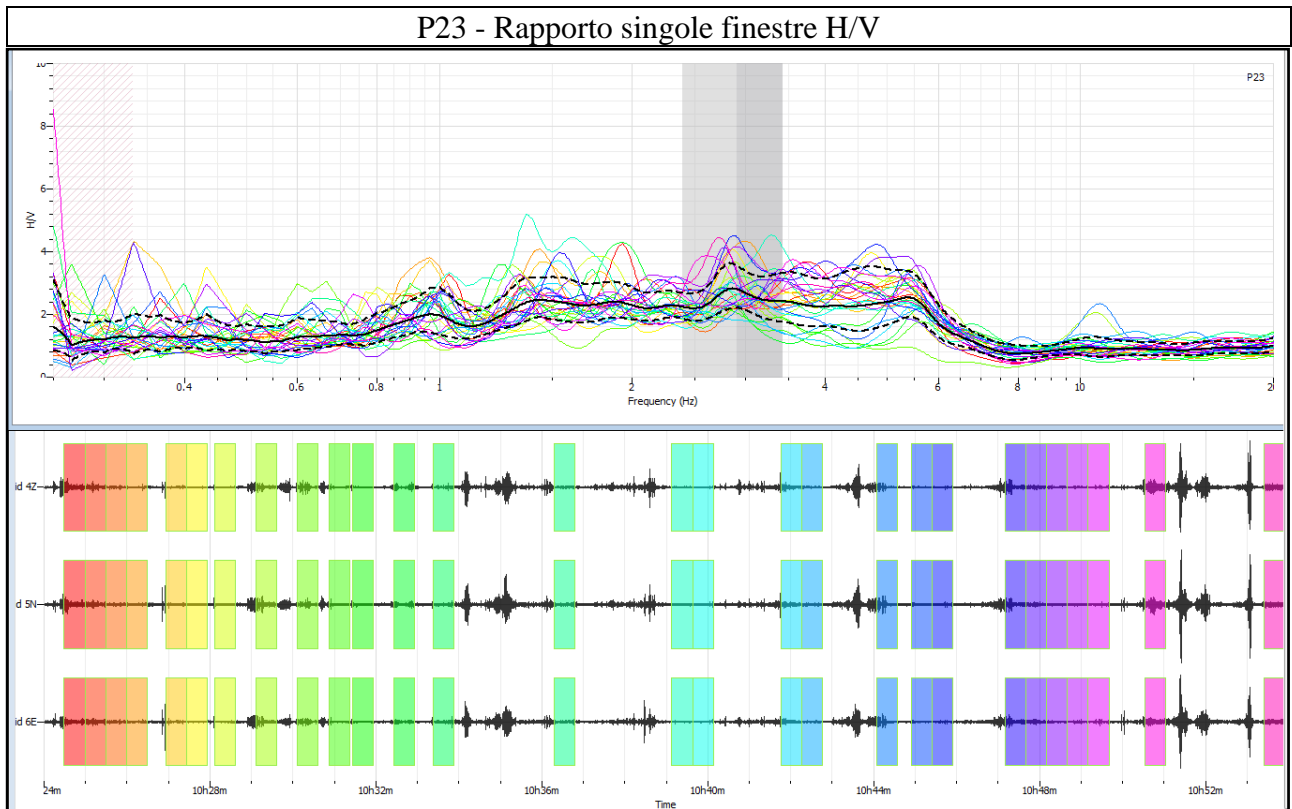 P23 - Rapporto singole finestre H/V
10
P23
8
6
H/V
4
2
0
0.4 0.6 0.8 1 2 4 6 8 10 2
Frequency (Hz)
id 4Z
id 5N
id 6E
24m 10h28m 10h32m 10h36m 10h40m 10h44m 10h48m 10h52m
Time